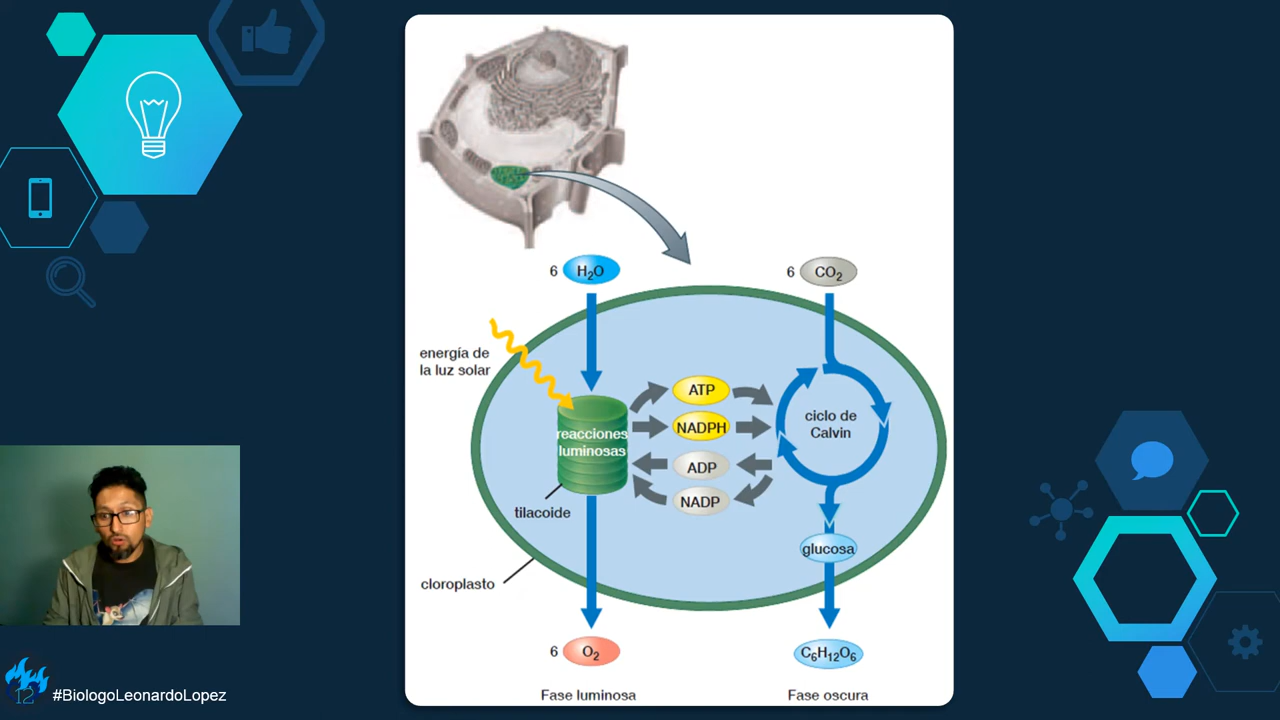 6 H₂O
6 CO₂
energía de
la luz solar
ATP
NADPH
ADP
NADP
reacciones
luminosas
ciclo de
Calvin
tilacoide
glucosa
cloroplasto
6 O₂
C₆H₁₂O₆
Fase luminosa
Fase oscura
12
#BiologoLeonardoLopez